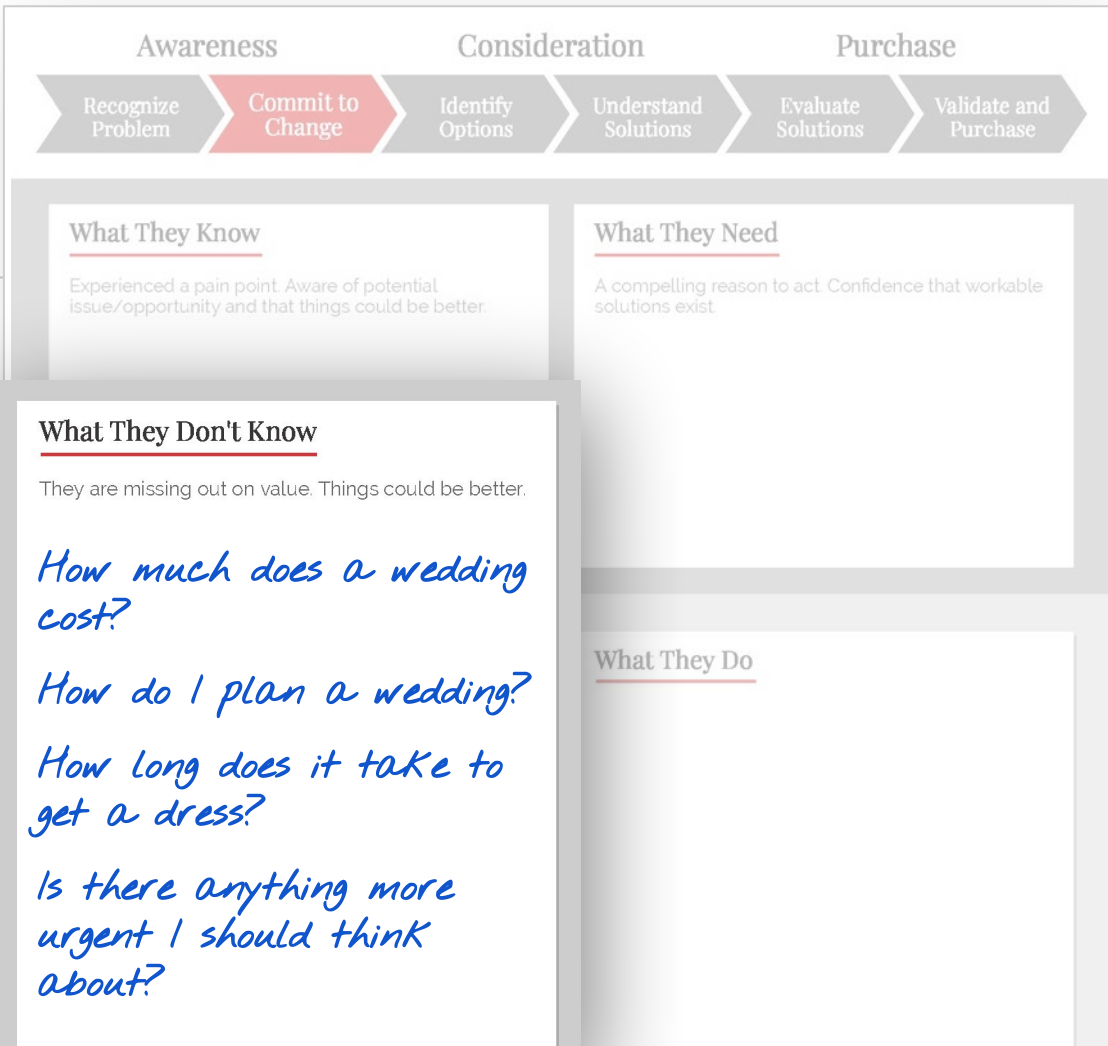 Awareness
Consideration
Purchase
Recognize
Problem
Commit to
Change
Identify
Options
Understand
Solutions
Evaluate
Solutions
Validate and
Purchase
What They Know
Experienced a pain point. Aware of potential
issue/opportunity and that things could be better.
What They Need
A compelling reason to act. Confidence that workable
solutions exist.
What They Don't Know
They are missing out on value. Things could be better.
How much does a wedding
cost?
How do I plan a wedding?
How long does it take to
get a dress?
Is there anything more
urgent I should think
about?
What They Do